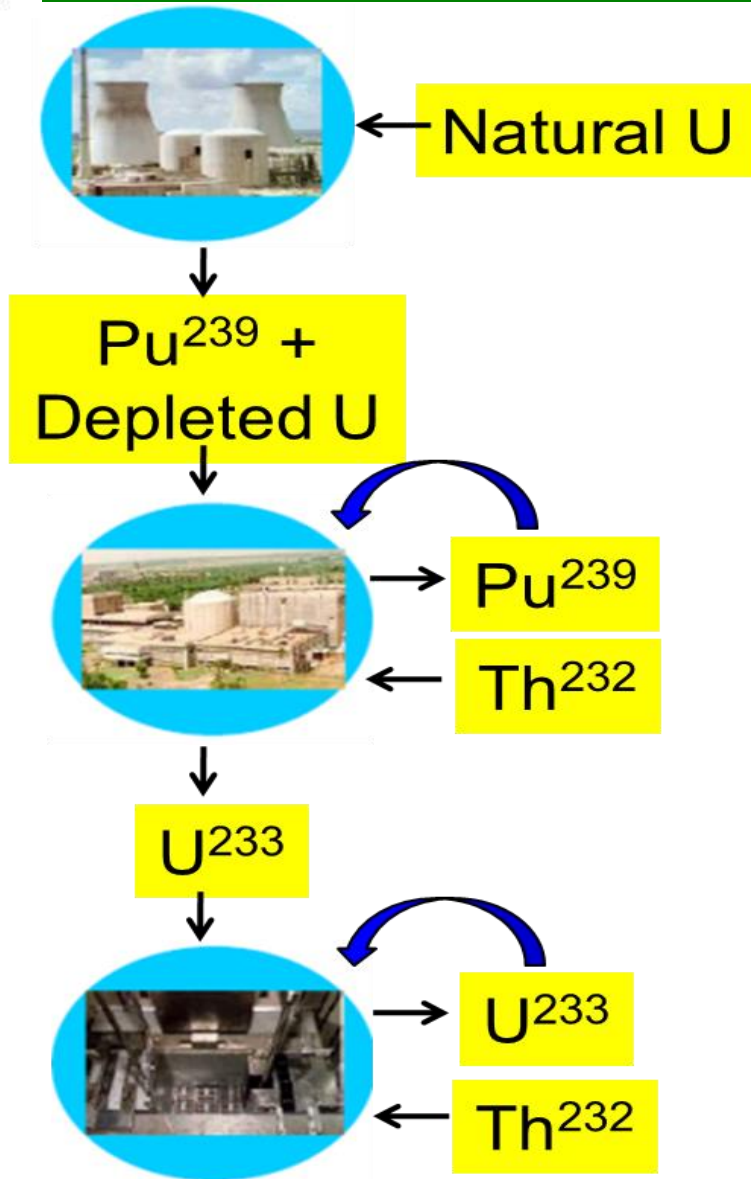 Natural U
Pu²³⁹ +
Depleted U
Pu²³⁹
Th²³²
U²³³
U²³³
Th²³²